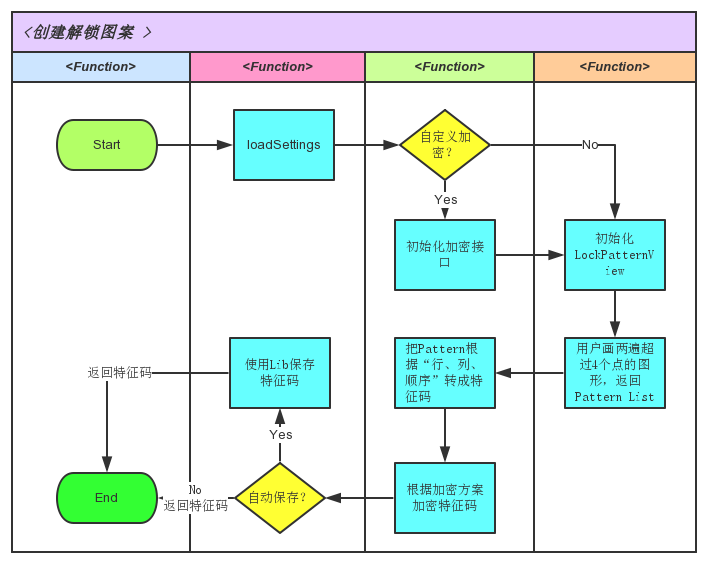 <创建解锁图案 >
<Function>
<Function>
<Function>
<Function>
Start
loadSettings
自定义加
密？
No
Yes
初始化加密接
口
初始化
LockPatternV
iew
用户画两遍超
过4个点的图
形，返回
Pattern List
把Pattern根
据“行、列、
顺序”转成特
征码
使用Lib保存
特征码
返回特征码
Yes
根据加密方案
加密特征码
自动保存？
No
返回特征码
End